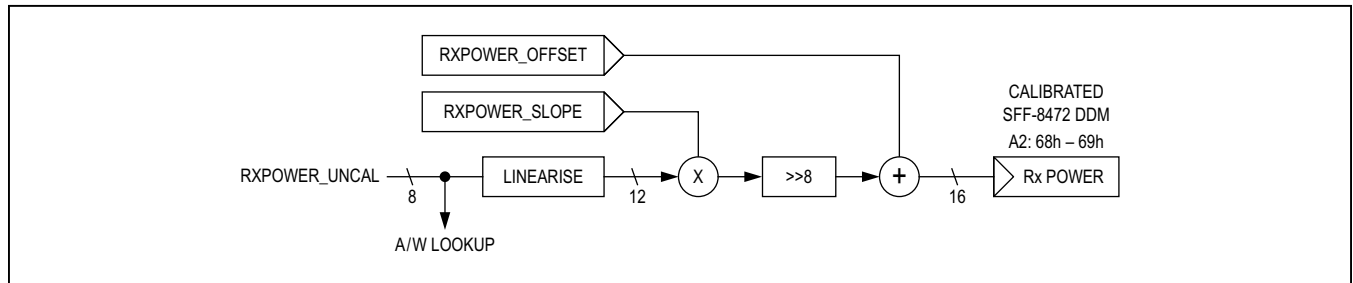 RXPOWER_OFFSET
RXPOWER_SLOPE
CALIBRATED
SFF-8472 DDM
A2: 68h – 69h
RXPOWER_UNCAL
8
LINEARISE
12
X
>>8
+
16
Rx POWER
A/W LOOKUP